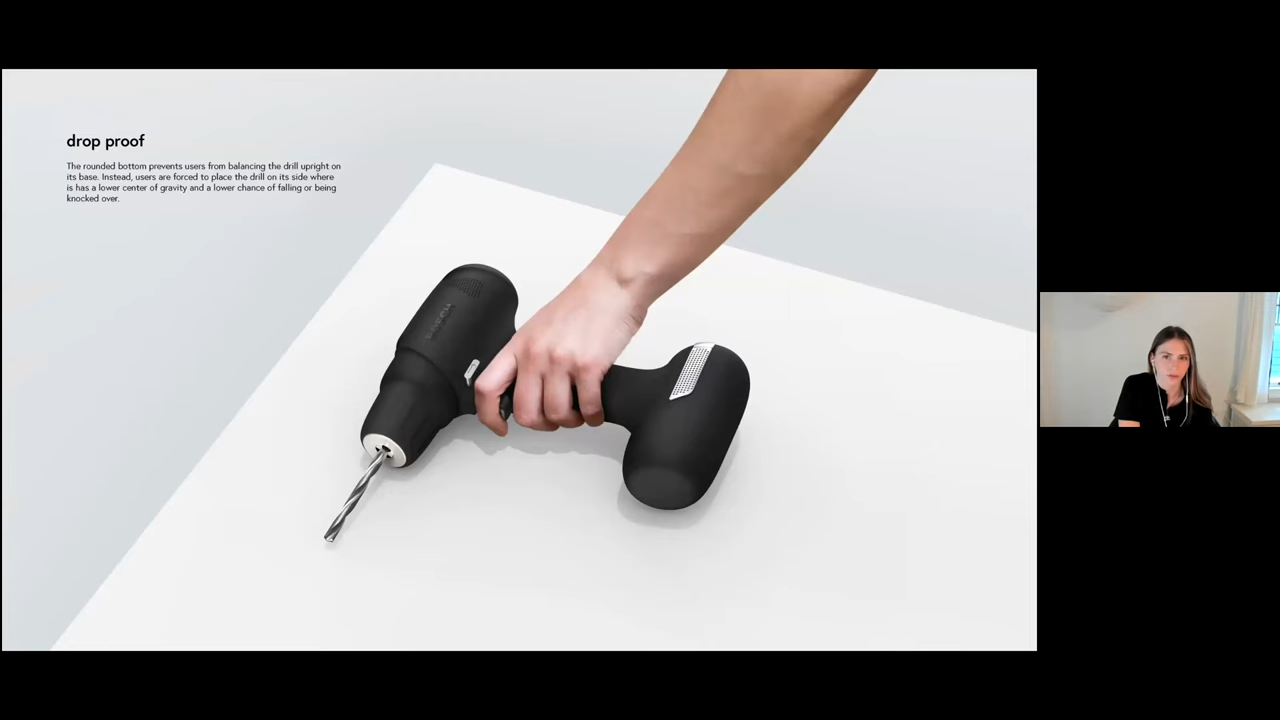 drop proof
The rounded bottom prevents users from balancing the drill upright on
its base. Instead, users are forced to place the drill on its side where
is has a lower center of gravity and a lower chance of falling or being
knocked over.
BOSCH